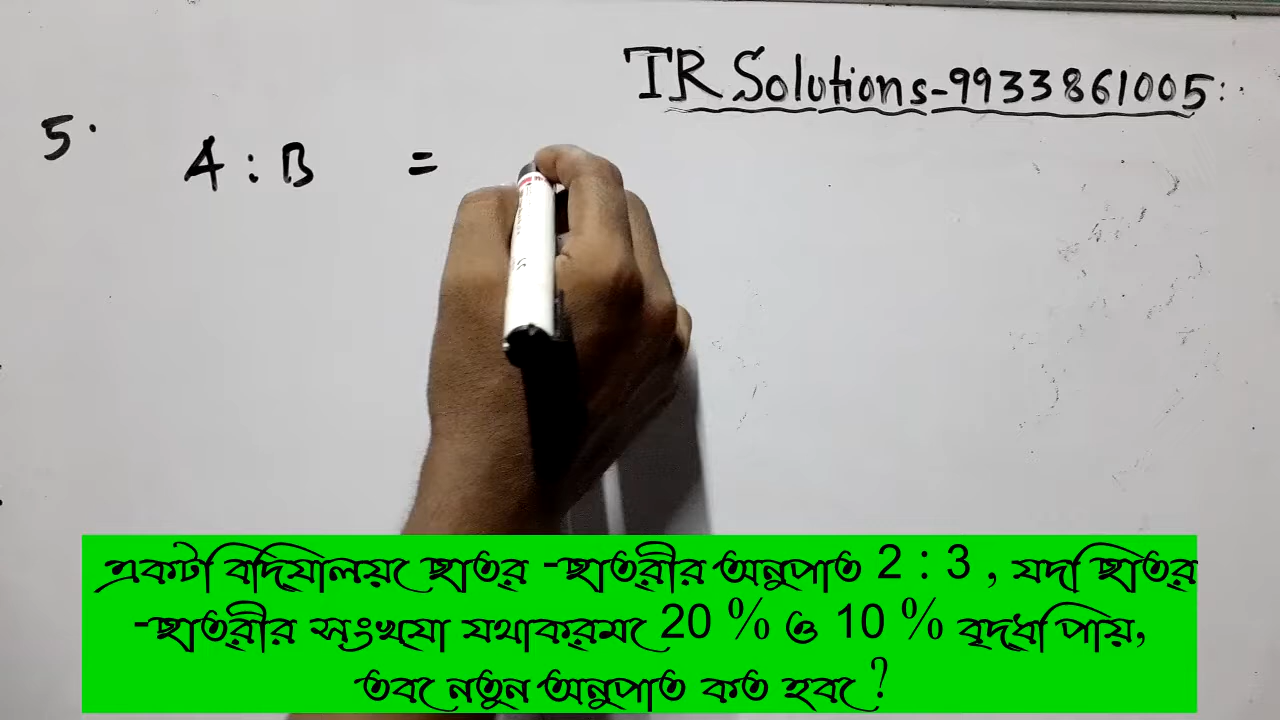 TR Solutions-9933861005:
5.
A : B =
একটা বিদ্যালয়ে ছাত্র -ছাত্রীর অনুপাত 2 : 3 , যদি ছাত্র
-ছাত্রীর সংখ্যা যথাক্রমে 20 % ও 10 % বৃদ্ধি পায়,
তবে নতুন অনুপাত কত হবে ?